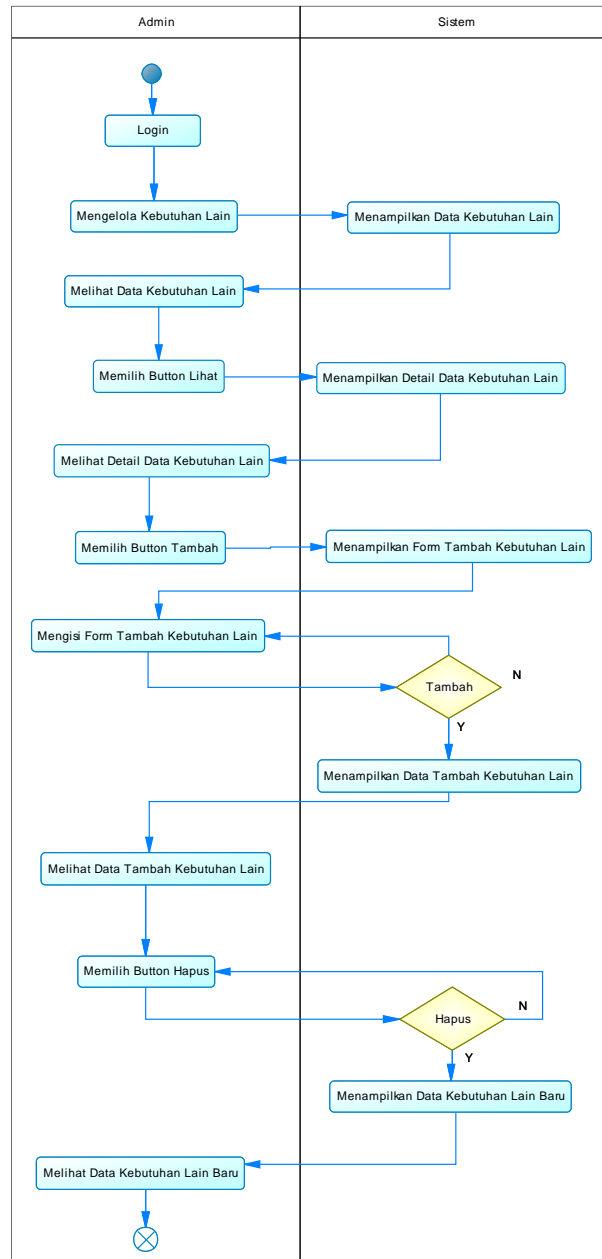 Admin
Sistem
Login
Mengelola Kebutuhan Lain
Menampilkan Data Kebutuhan Lain
Melihat Data Kebutuhan Lain
Memilih Button Lihat
Menampilkan Detail Data Kebutuhan Lain
Melihat Detail Data Kebutuhan Lain
Memilih Button Tambah
Menampilkan Form Tambah Kebutuhan Lain
Mengisi Form Tambah Kebutuhan Lain
Tambah
N
Y
Menampilkan Data Tambah Kebutuhan Lain
Melihat Data Tambah Kebutuhan Lain
Memilih Button Hapus
Hapus
N
Y
Menampilkan Data Kebutuhan Lain Baru
Melihat Data Kebutuhan Lain Baru